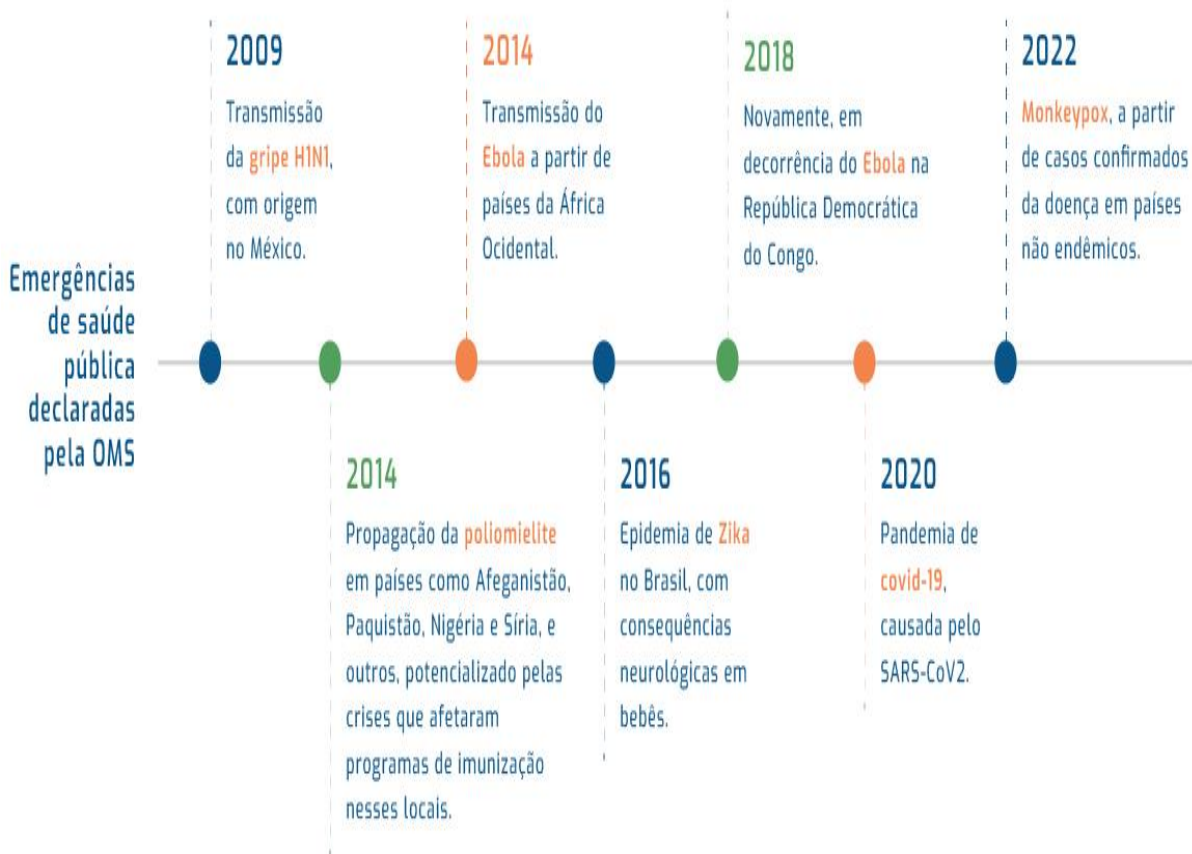 Emergências
de saúde
pública
declaradas
pela OMS
2009
Transmissão
da gripe H1N1,
com origem
no México.
2014
Propagação da poliomielite
em países como Afeganistão,
Paquistão, Nigéria e Síria, e
outros, potencializado pelas
crises que afetaram
programas de imunização
nesses locais.
2014
Transmissão do
Ebola a partir de
países da África
Ocidental.
2016
Epidemia de Zika
no Brasil, com
consequências
neurológicas em
bebês.
2018
Novamente, em
decorrência do Ebola na
República Democrática
do Congo.
2020
Pandemia de
covid-19,
causada pelo
SARS-CoV2.
2022
Monkeypox, a partir
de casos confirmados
da doença em países
não endêmicos.